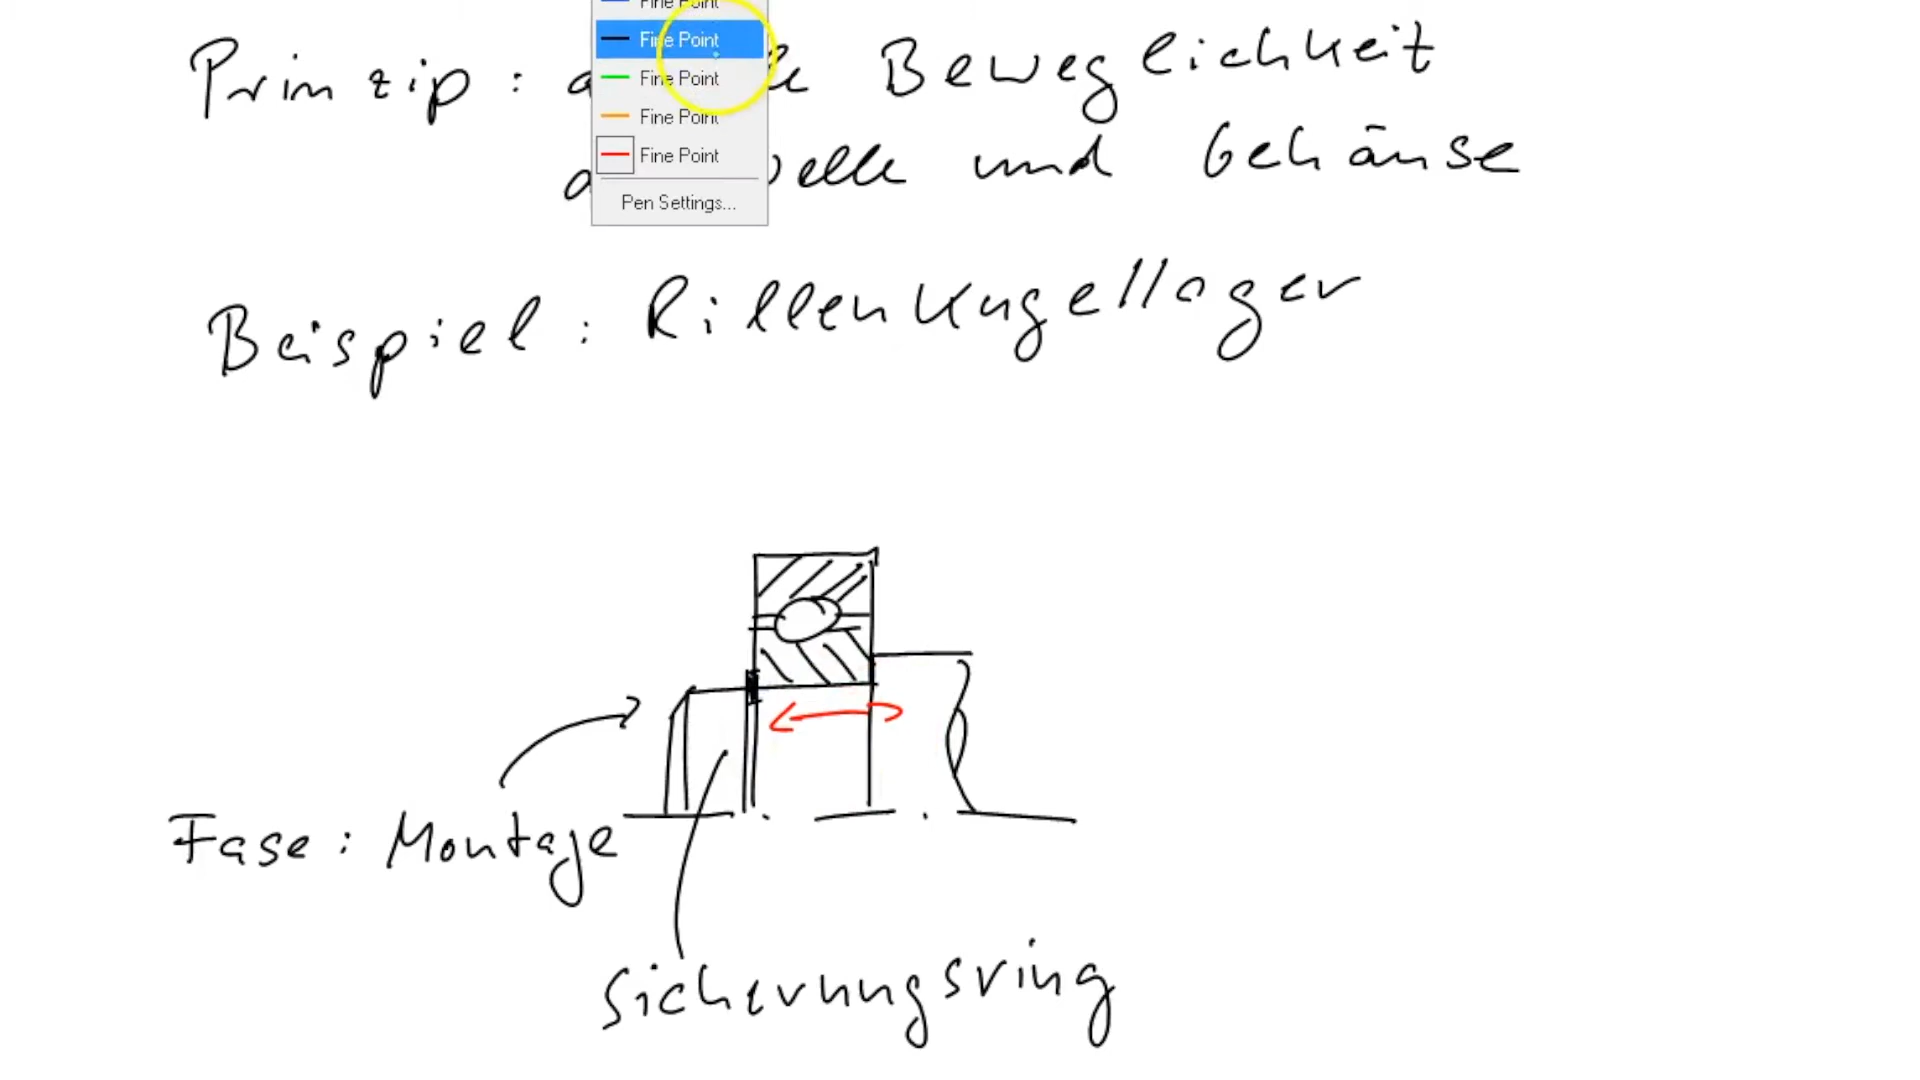 Fine Point
Fine Point
Fine Point
Fine Point
Fine Point
Pen Settings...
Prinzip: Beweglichkeit
und Gehäuse
Beispiel: Rillenkugellager
Fase: Montage
Sicherungsring